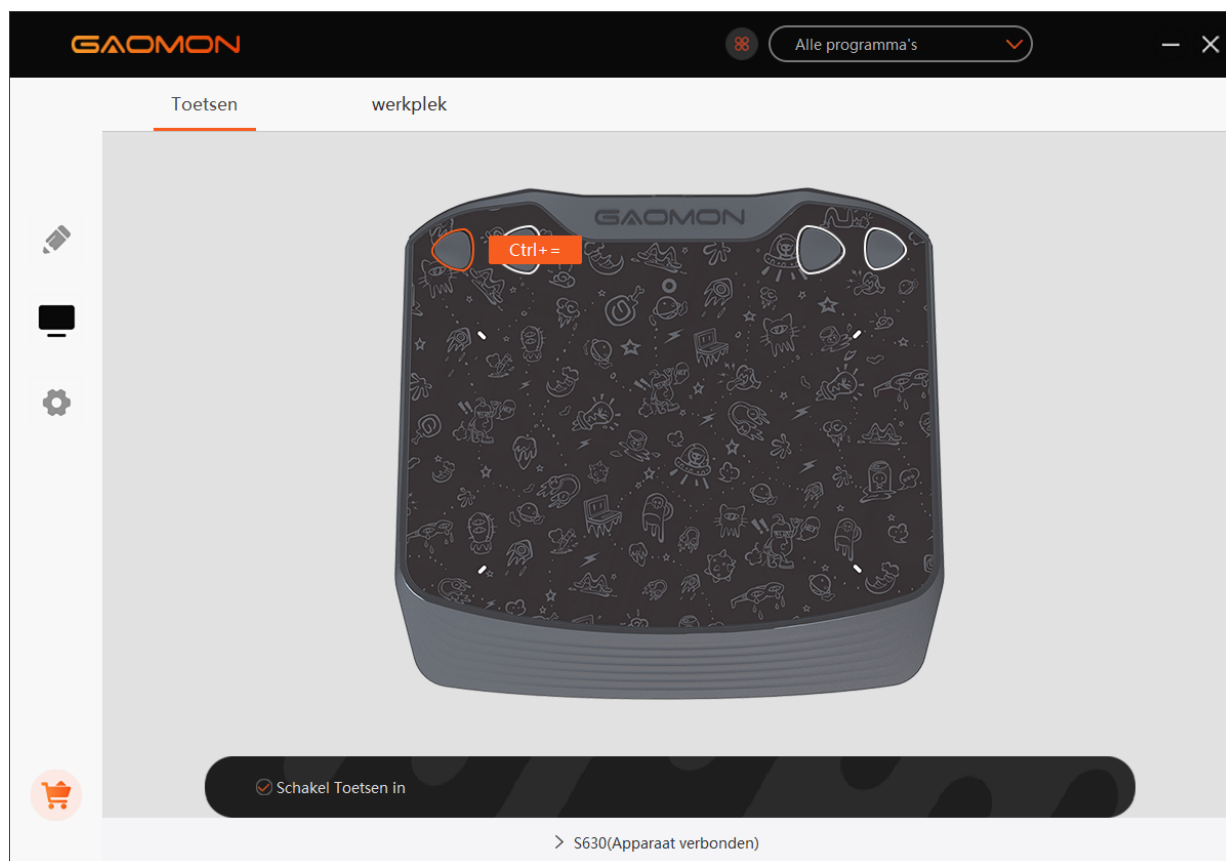 GAOMON
Alle programma's
Toetsen
werkplek
GAOMON
Ctrl+=
Schakel Toetsen in
S630(Apparaat verbonden)